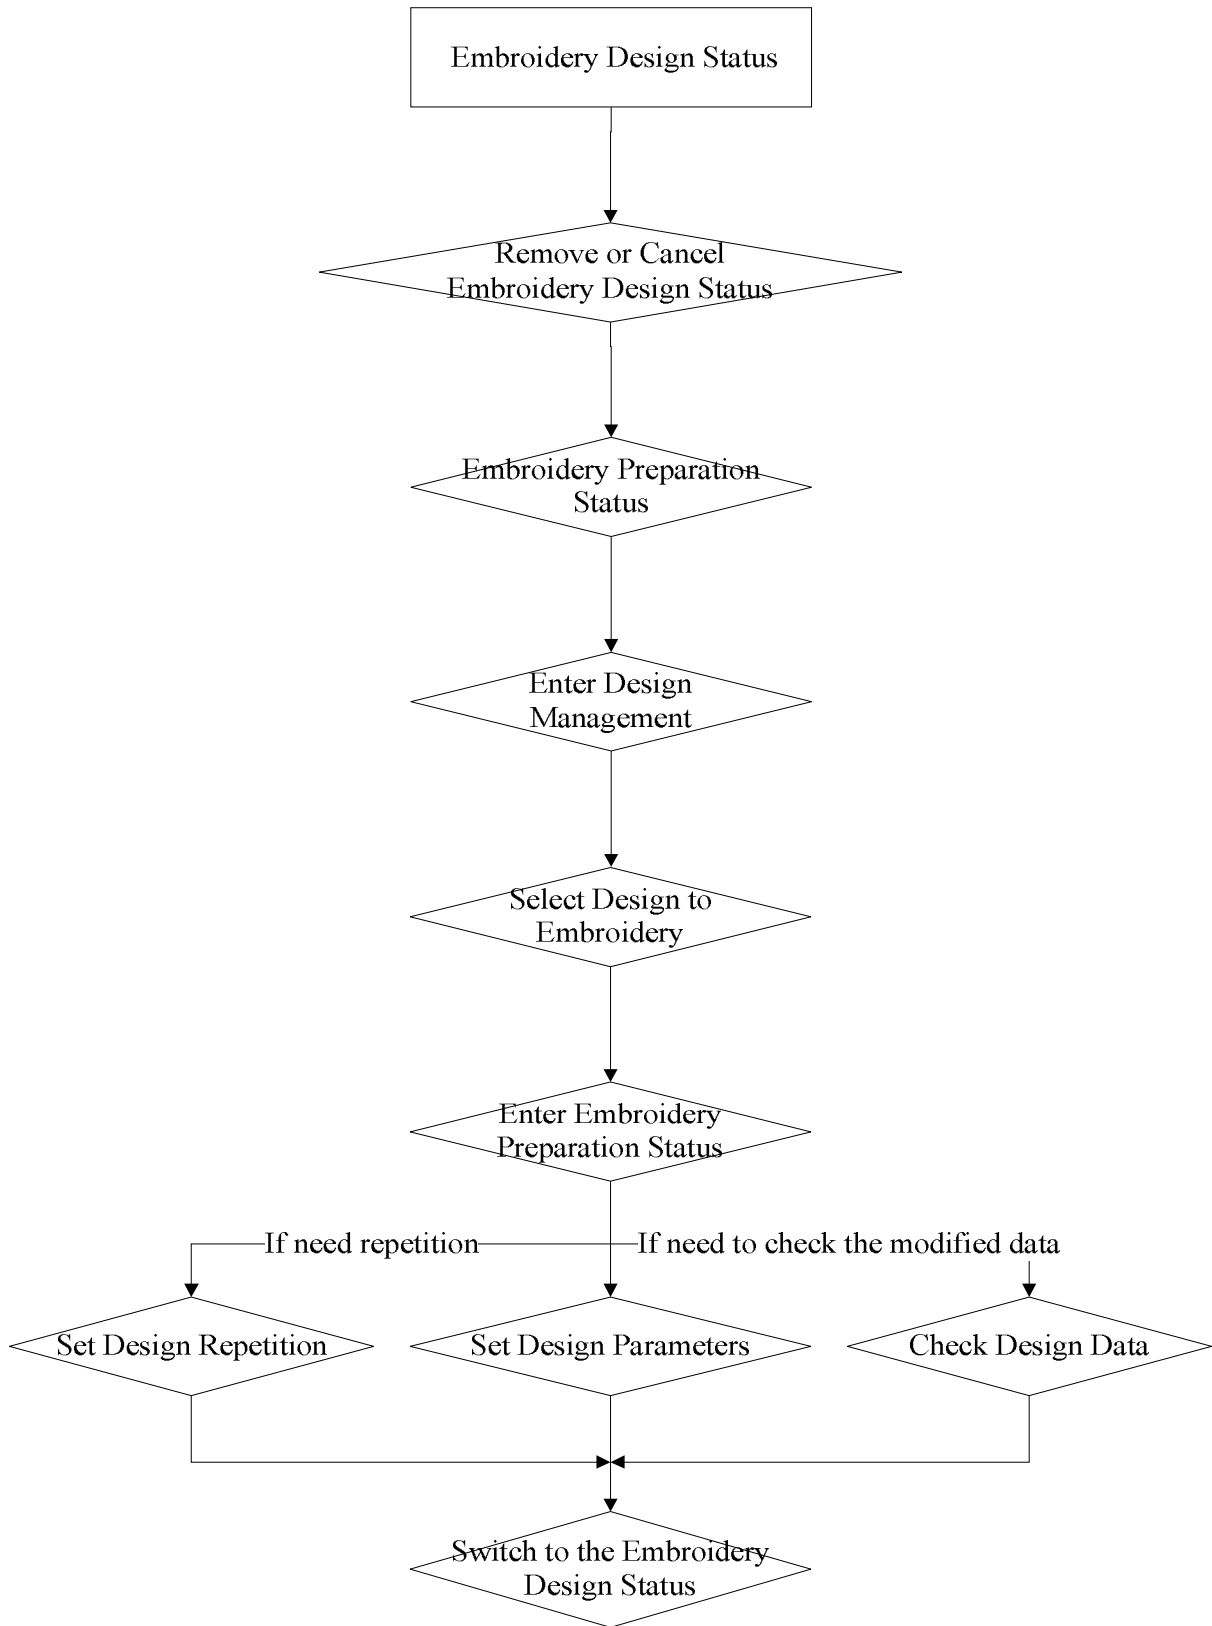 Embroidery Design Status
Remove or Cancel
Embroidery Design Status
Embroidery Preparation
Status
Enter Design
Management
Select Design to
Embroidery
Enter Embroidery
Preparation Status
If need repetition
If need to check the modified data
Set Design Repetition
Set Design Parameters
Check Design Data
Switch to the Embroidery
Design Status